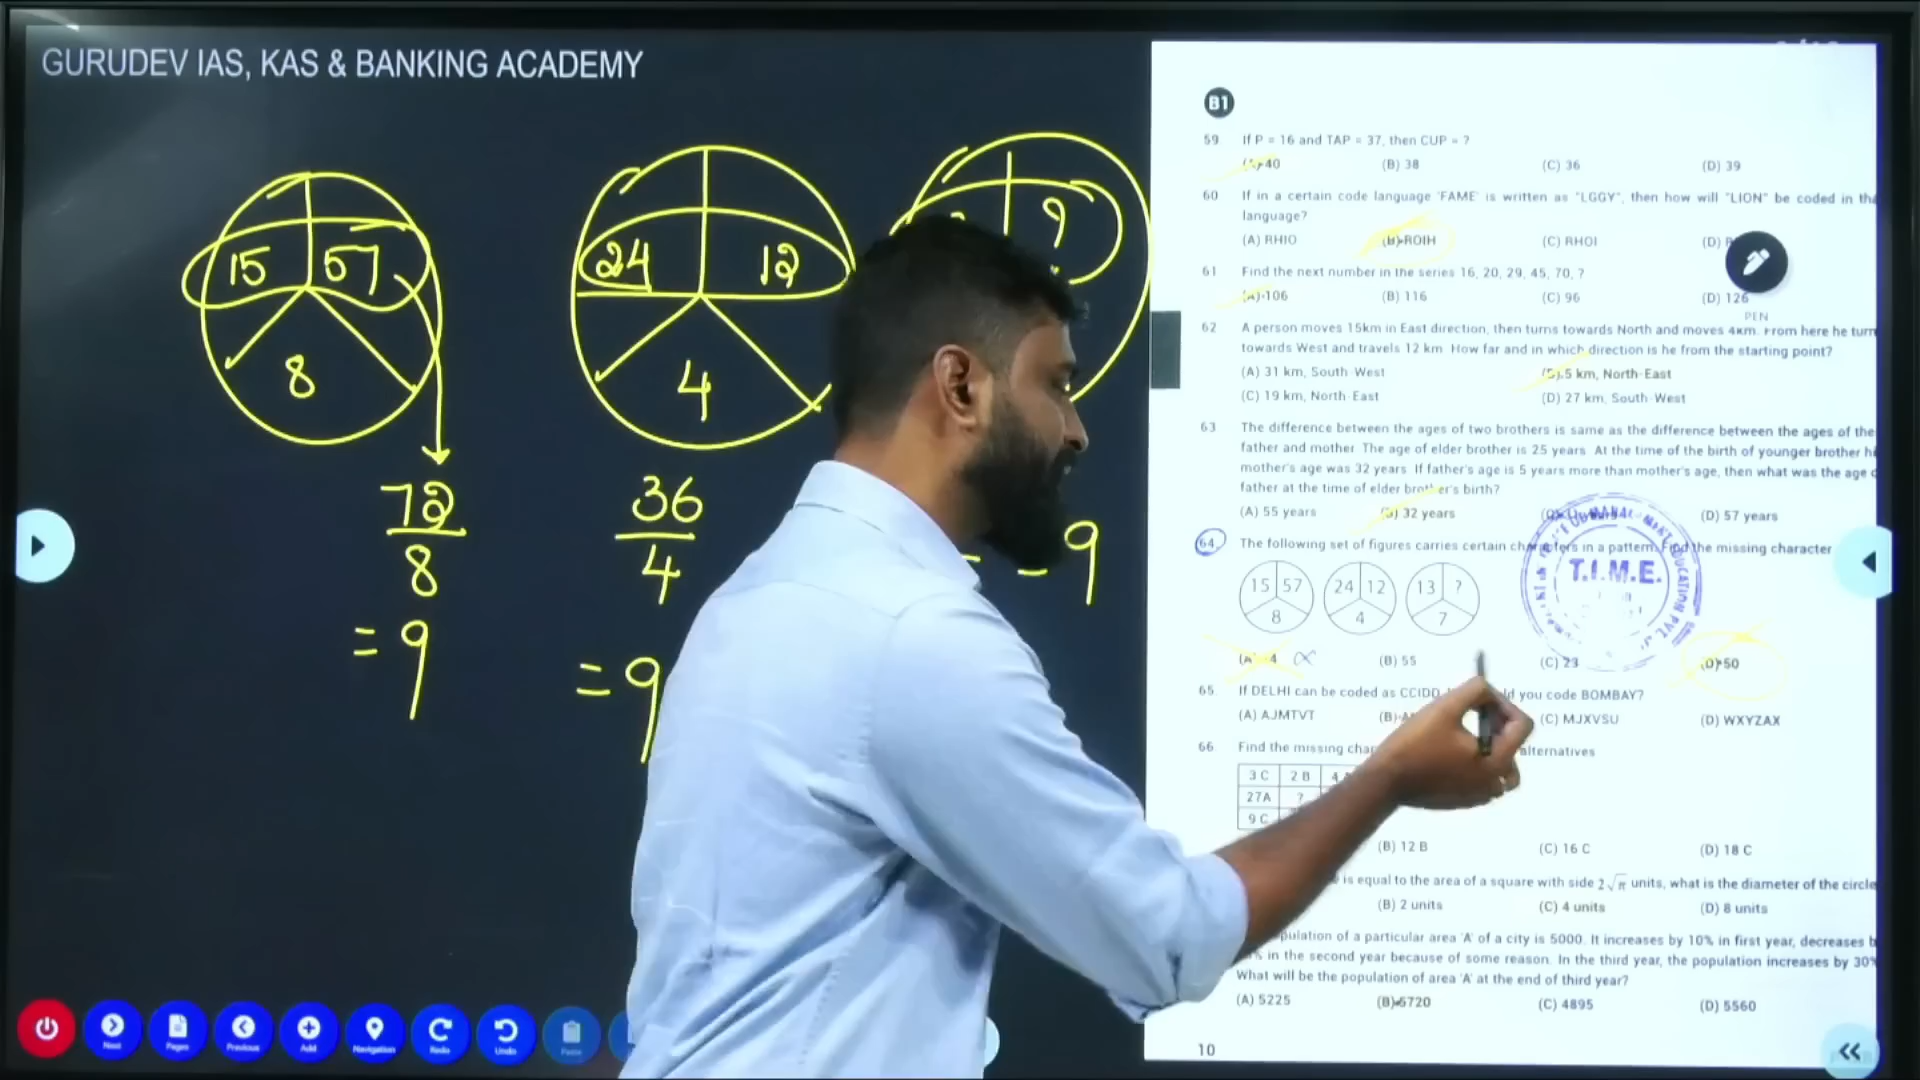 GURUDEV IAS, KAS & BANKING ACADEMY
15 57
8
72
8
= 9
24 12
4
36
4
= 9
9
- 9
B1
59 If P = 16 and TAP = 37, then CUP = ?
40 (B) 38 (C) 36 (D) 39
60 If in a certain code language 'FAME' is written as "LGGY", then how will "LION" be coded in
language?
(A) RHIO (B) ROIH (C) RHOI (D)
61 Find the next number in the series 16, 20, 29, 45, 70, ?
(A) 106 (B) 116 (C) 96 (D) 126
PEN
62 A person moves 15km in East direction, then turns towards North and moves 4km. From here he turn
towards West and travels 12 km How far and in which direction is he from the starting point?
(A) 31 km, South-West 5 km, North-East
(C) 19 km, North-East (D) 27 km, South-West
63 The difference between the ages of two brothers is same as the difference between the ages of the
father and mother The age of elder brother is 25 years At the time of the birth of younger brother
mother's age was 32 years If father's age is 5 years more than mother's age, then what was the age
father at the time of elder brother's birth?
(A) 55 years 32 years (D) 57 years
64 The following set of figures carries certain characters in a pattern. Find the missing character
15 57 24 12 13 ?
8 4 7
T.I.M.E.
(B) 55 (C) 23 (D) 50
65 If DELHI can be coded as CCIDD, you code BOMBAY?
(A) AJMTVT (C) MJXVSU (D) WXYZAX
66 Find the missing alternatives
3 C 2 B
27A ?
9 C
(B) 12 B (C) 16 C (D) 18 C
is equal to the area of a square with side 2√π units, what is the diameter of the circle
(B) 2 units (C) 4 units (D) 8 units
of a particular area 'A' of a city is 5000. It increases by 10% in first year, decreases
in the second year because of some reason. In the third year, the population increases by 30%
What will be the population of area 'A' at the end of third year?
(A) 5225 (B) 5720 (C) 4895 (D) 5560
10
Next Pages Previous Add Navigation Redo Undo Paste